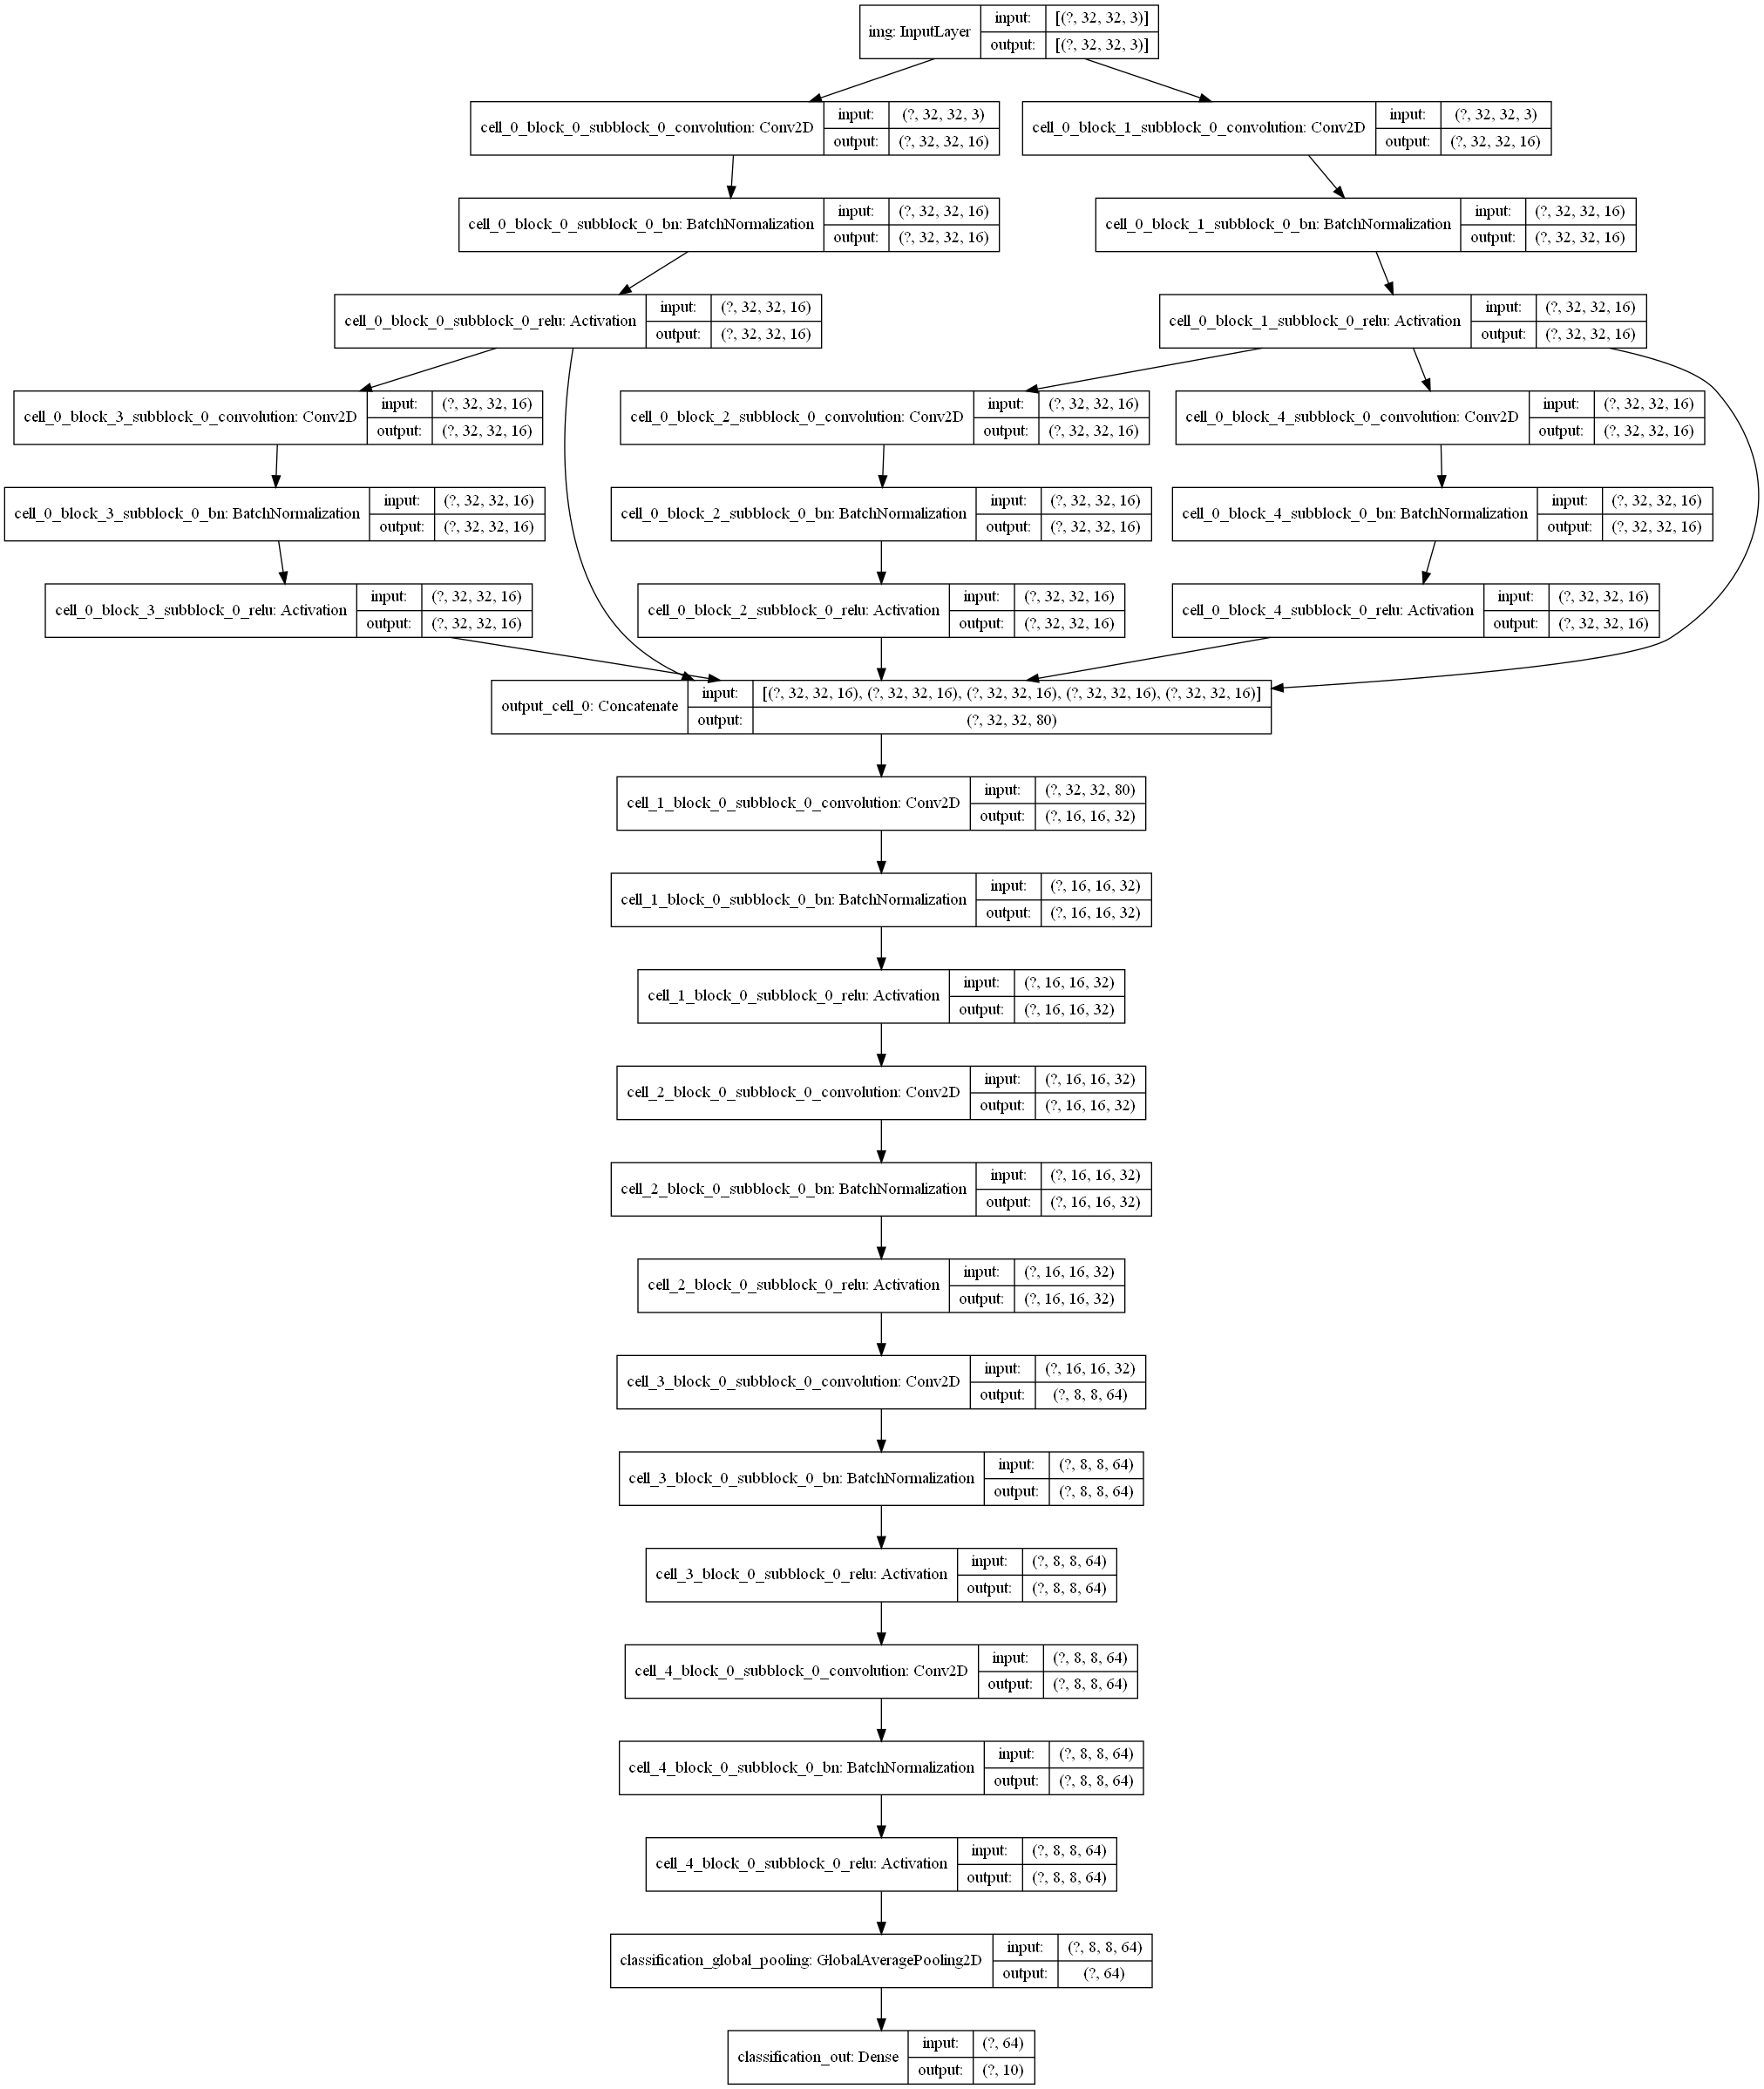 img: InputLayer
input: [(?, 32, 32, 3)]
output: [(?, 32, 32, 3)]
cell_0_block_0_subblock_0_convolution: Conv2D
input: (?, 32, 32, 3)
output: (?, 32, 32, 16)
cell_0_block_1_subblock_0_convolution: Conv2D
input: (?, 32, 32, 3)
output: (?, 32, 32, 16)
cell_0_block_0_subblock_0_bn: BatchNormalization
input: (?, 32, 32, 16)
output: (?, 32, 32, 16)
cell_0_block_1_subblock_0_bn: BatchNormalization
input: (?, 32, 32, 16)
output: (?, 32, 32, 16)
cell_0_block_0_subblock_0_relu: Activation
input: (?, 32, 32, 16)
output: (?, 32, 32, 16)
cell_0_block_1_subblock_0_relu: Activation
input: (?, 32, 32, 16)
output: (?, 32, 32, 16)
cell_0_block_3_subblock_0_convolution: Conv2D
input: (?, 32, 32, 16)
output: (?, 32, 32, 16)
cell_0_block_2_subblock_0_convolution: Conv2D
input: (?, 32, 32, 16)
output: (?, 32, 32, 16)
cell_0_block_4_subblock_0_convolution: Conv2D
input: (?, 32, 32, 16)
output: (?, 32, 32, 16)
cell_0_block_3_subblock_0_bn: BatchNormalization
input: (?, 32, 32, 16)
output: (?, 32, 32, 16)
cell_0_block_2_subblock_0_bn: BatchNormalization
input: (?, 32, 32, 16)
output: (?, 32, 32, 16)
cell_0_block_4_subblock_0_bn: BatchNormalization
input: (?, 32, 32, 16)
output: (?, 32, 32, 16)
cell_0_block_3_subblock_0_relu: Activation
input: (?, 32, 32, 16)
output: (?, 32, 32, 16)
cell_0_block_2_subblock_0_relu: Activation
input: (?, 32, 32, 16)
output: (?, 32, 32, 16)
cell_0_block_4_subblock_0_relu: Activation
input: (?, 32, 32, 16)
output: (?, 32, 32, 16)
output_cell_0: Concatenate
input: [(?, 32, 32, 16), (?, 32, 32, 16), (?, 32, 32, 16), (?, 32, 32, 16), (?, 32, 32, 16)]
output: (?, 32, 32, 80)
cell_1_block_0_subblock_0_convolution: Conv2D
input: (?, 32, 32, 80)
output: (?, 16, 16, 32)
cell_1_block_0_subblock_0_bn: BatchNormalization
input: (?, 16, 16, 32)
output: (?, 16, 16, 32)
cell_1_block_0_subblock_0_relu: Activation
input: (?, 16, 16, 32)
output: (?, 16, 16, 32)
cell_2_block_0_subblock_0_convolution: Conv2D
input: (?, 16, 16, 32)
output: (?, 16, 16, 32)
cell_2_block_0_subblock_0_bn: BatchNormalization
input: (?, 16, 16, 32)
output: (?, 16, 16, 32)
cell_2_block_0_subblock_0_relu: Activation
input: (?, 16, 16, 32)
output: (?, 16, 16, 32)
cell_3_block_0_subblock_0_convolution: Conv2D
input: (?, 16, 16, 32)
output: (?, 8, 8, 64)
cell_3_block_0_subblock_0_bn: BatchNormalization
input: (?, 8, 8, 64)
output: (?, 8, 8, 64)
cell_3_block_0_subblock_0_relu: Activation
input: (?, 8, 8, 64)
output: (?, 8, 8, 64)
cell_4_block_0_subblock_0_convolution: Conv2D
input: (?, 8, 8, 64)
output: (?, 8, 8, 64)
cell_4_block_0_subblock_0_bn: BatchNormalization
input: (?, 8, 8, 64)
output: (?, 8, 8, 64)
cell_4_block_0_subblock_0_relu: Activation
input: (?, 8, 8, 64)
output: (?, 8, 8, 64)
classification_global_pooling: GlobalAveragePooling2D
input: (?, 8, 8, 64)
output: (?, 64)
classification_out: Dense
input: (?, 64)
output: (?, 10)